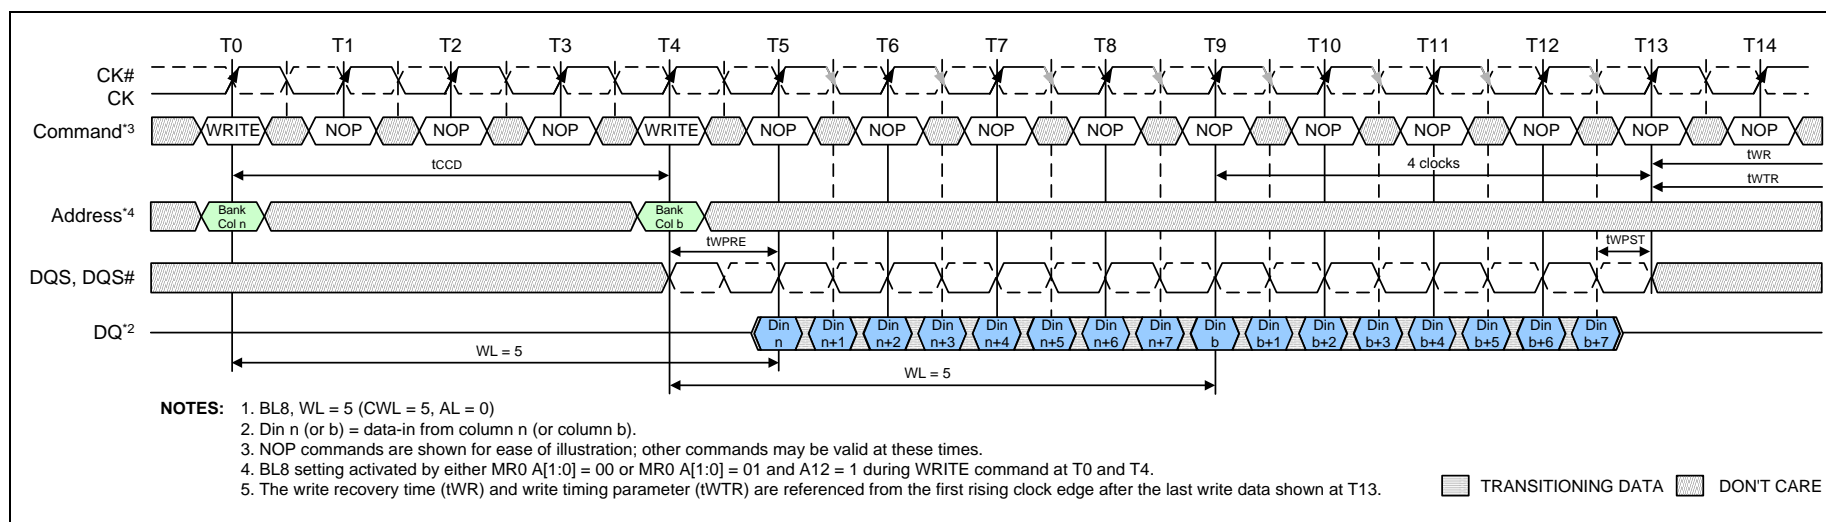 T0 T1 T2 T3 T4 T5 T6 T7 T8 T9 T10 T11 T12 T13 T14
CK#
CK
Command*3 WRITE NOP NOP NOP WRITE NOP NOP NOP NOP NOP NOP NOP NOP NOP NOP
tCCD 4 clocks tWR
tWTR
Address*4 Bank Col n Bank Col b
tWPRE tWPST
DQS, DQS#
DQ*2 Din n Din n+1 Din n+2 Din n+3 Din n+4 Din n+5 Din n+6 Din n+7 Din b Din b+1 Din b+2 Din b+3 Din b+4 Din b+5 Din b+6 Din b+7
WL = 5
WL = 5
NOTES: 1. BL8, WL = 5 (CWL = 5, AL = 0)
2. Din n (or b) = data-in from column n (or column b).
3. NOP commands are shown for ease of illustration; other commands may be valid at these times.
4. BL8 setting activated by either MR0 A[1:0] = 00 or MR0 A[1:0] = 01 and A12 = 1 during WRITE command at T0 and T4.
5. The write recovery time (tWR) and write timing parameter (tWTR) are referenced from the first rising clock edge after the last write data shown at T13.
TRANSITIONING DATA DON'T CARE